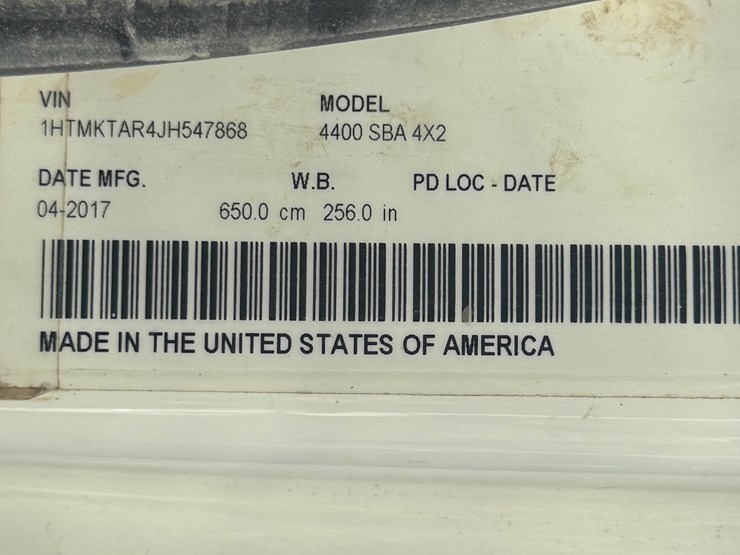 VIN MODEL
1HTMKTAR4JH547868 4400 SBA 4X2
DATE MFG. W.B. PD LOC - DATE
04-2017 650.0 cm 256.0 in
MADE IN THE UNITED STATES OF AMERICA